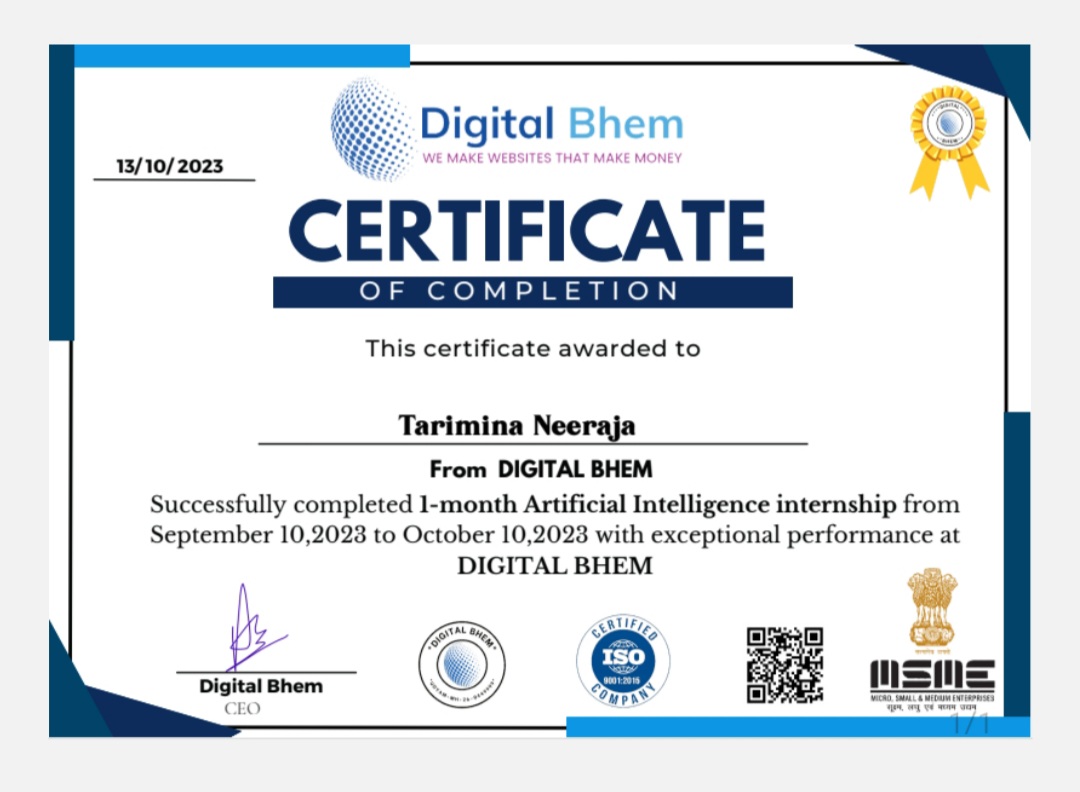 Digital Bhem
WE MAKE WEBSITES THAT MAKE MONEY
13/10/2023
CERTIFICATE
OF COMPLETION
This certificate awarded to
Tarimina Neeraja
From DIGITAL BHEM
Successfully completed 1-month Artificial Intelligence internship from
September 10,2023 to October 10,2023 with exceptional performance at
DIGITAL BHEM
Digital Bhem
CEO
"DIGITAL BHEM"
CERTIFIED
ISO
9001:2015
COMPANY
सत्यमेव जयते
MSME
MICRO, SMALL & MEDIUM ENTERPRISES
सूक्ष्म, लघु एवं मध्यम उद्यम
1/1